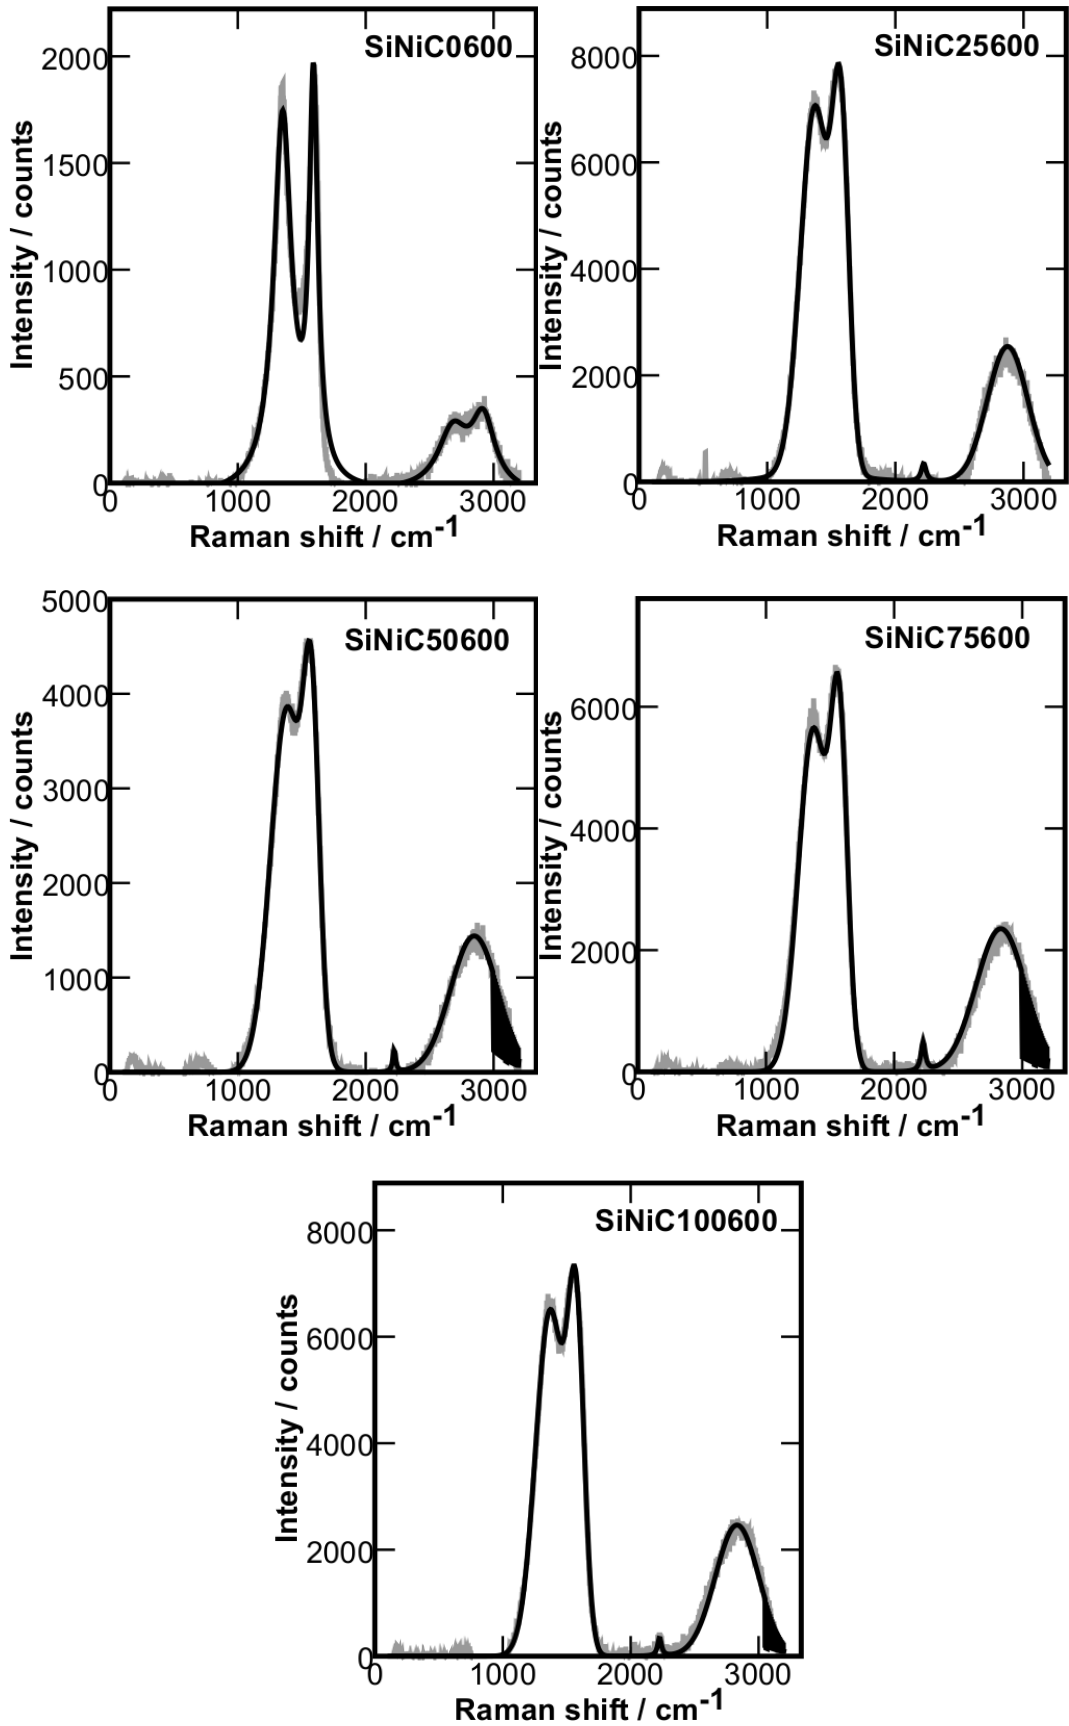 SiNiC0600
2000
1500
1000
500
0
Intensity / counts
0 1000 2000 3000
Raman shift / cm-1
SiNiC25600
8000
6000
4000
2000
0
Intensity / counts
0 1000 2000 3000
Raman shift / cm-1
SiNiC50600
5000
4000
3000
2000
1000
0
Intensity / counts
0 1000 2000 3000
Raman shift / cm-1
SiNiC75600
6000
4000
2000
0
Intensity / counts
0 1000 2000 3000
Raman shift / cm-1
SiNiC100600
8000
6000
4000
2000
0
Intensity / counts
0 1000 2000 3000
Raman shift / cm-1